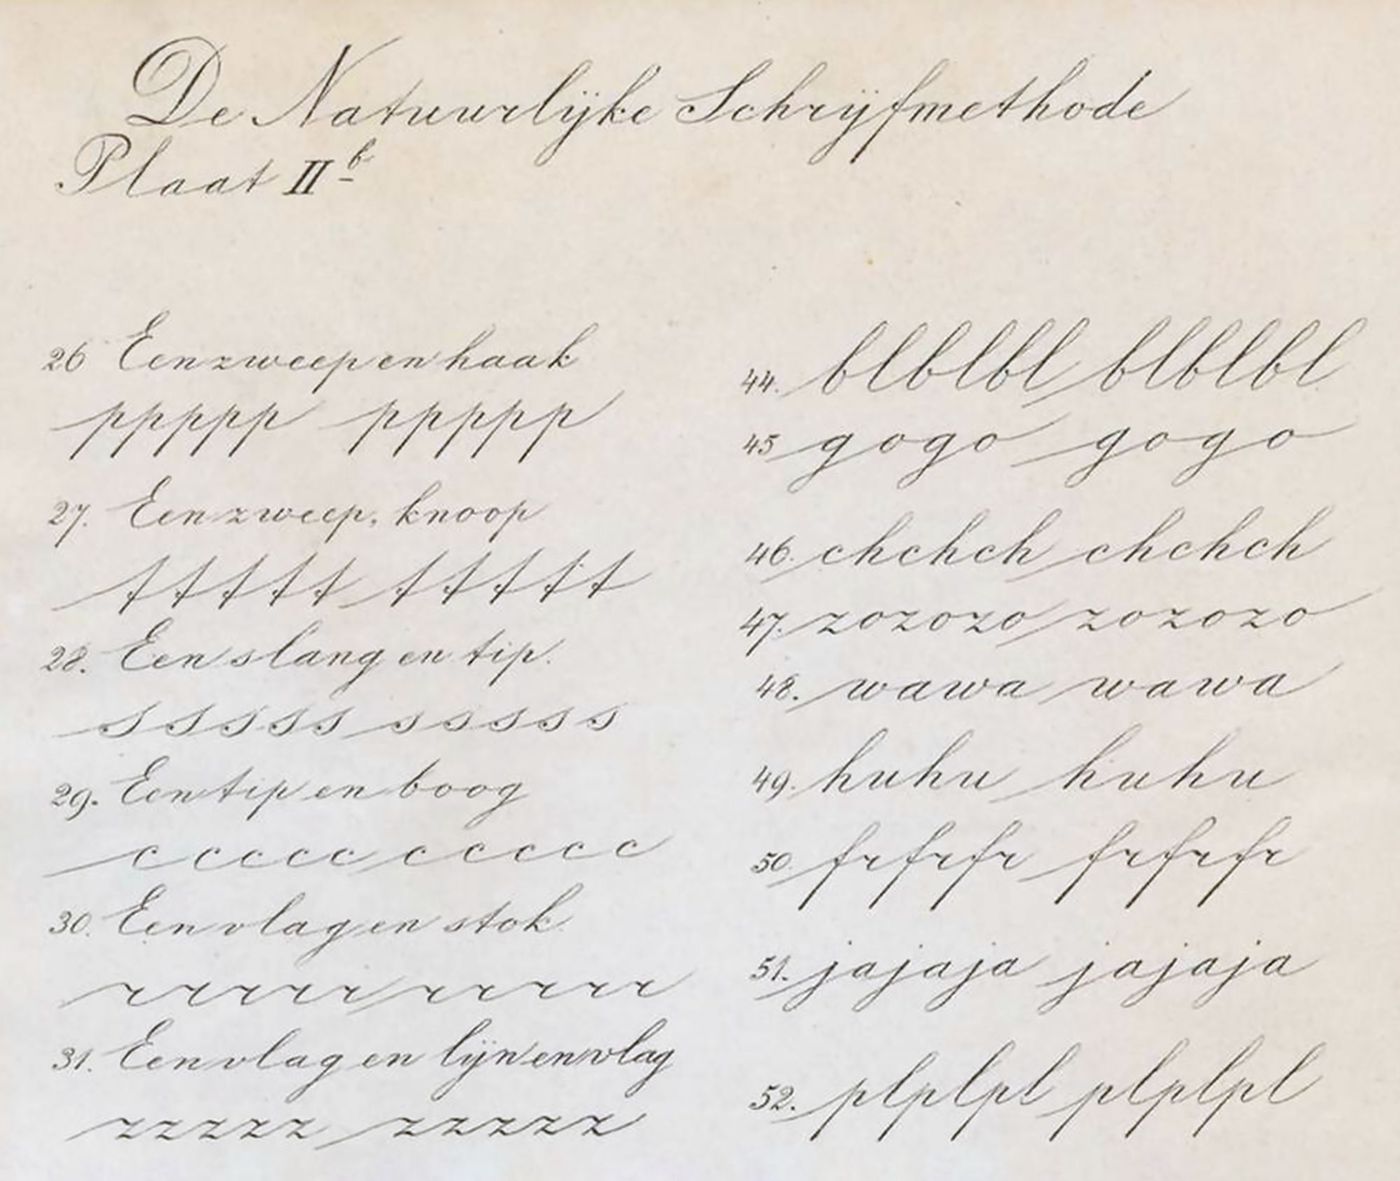 De Natuurlijke Schrijfmethode
Plaat II b
26 Een zweep en haak
ppppp ppppp
27. Een zweep, knoop
ttttt ttttt
28. Een slang en tip.
sssss sssss
29. Een tip en boog
ccccc ccccc
30. Een vlag en stok
rrrrr rrrrr
31. Een vlag en lijn en vlag
zzzzz zzzzz
44. blblbl blblbl
45 gogo gogo
46. chchch chchch
47. zozozo zozozo
48. wawa wawa
49. huhu huhu
50. frfrfr frfrfr
51. jajaja jajaja
52. plplpl plplpl